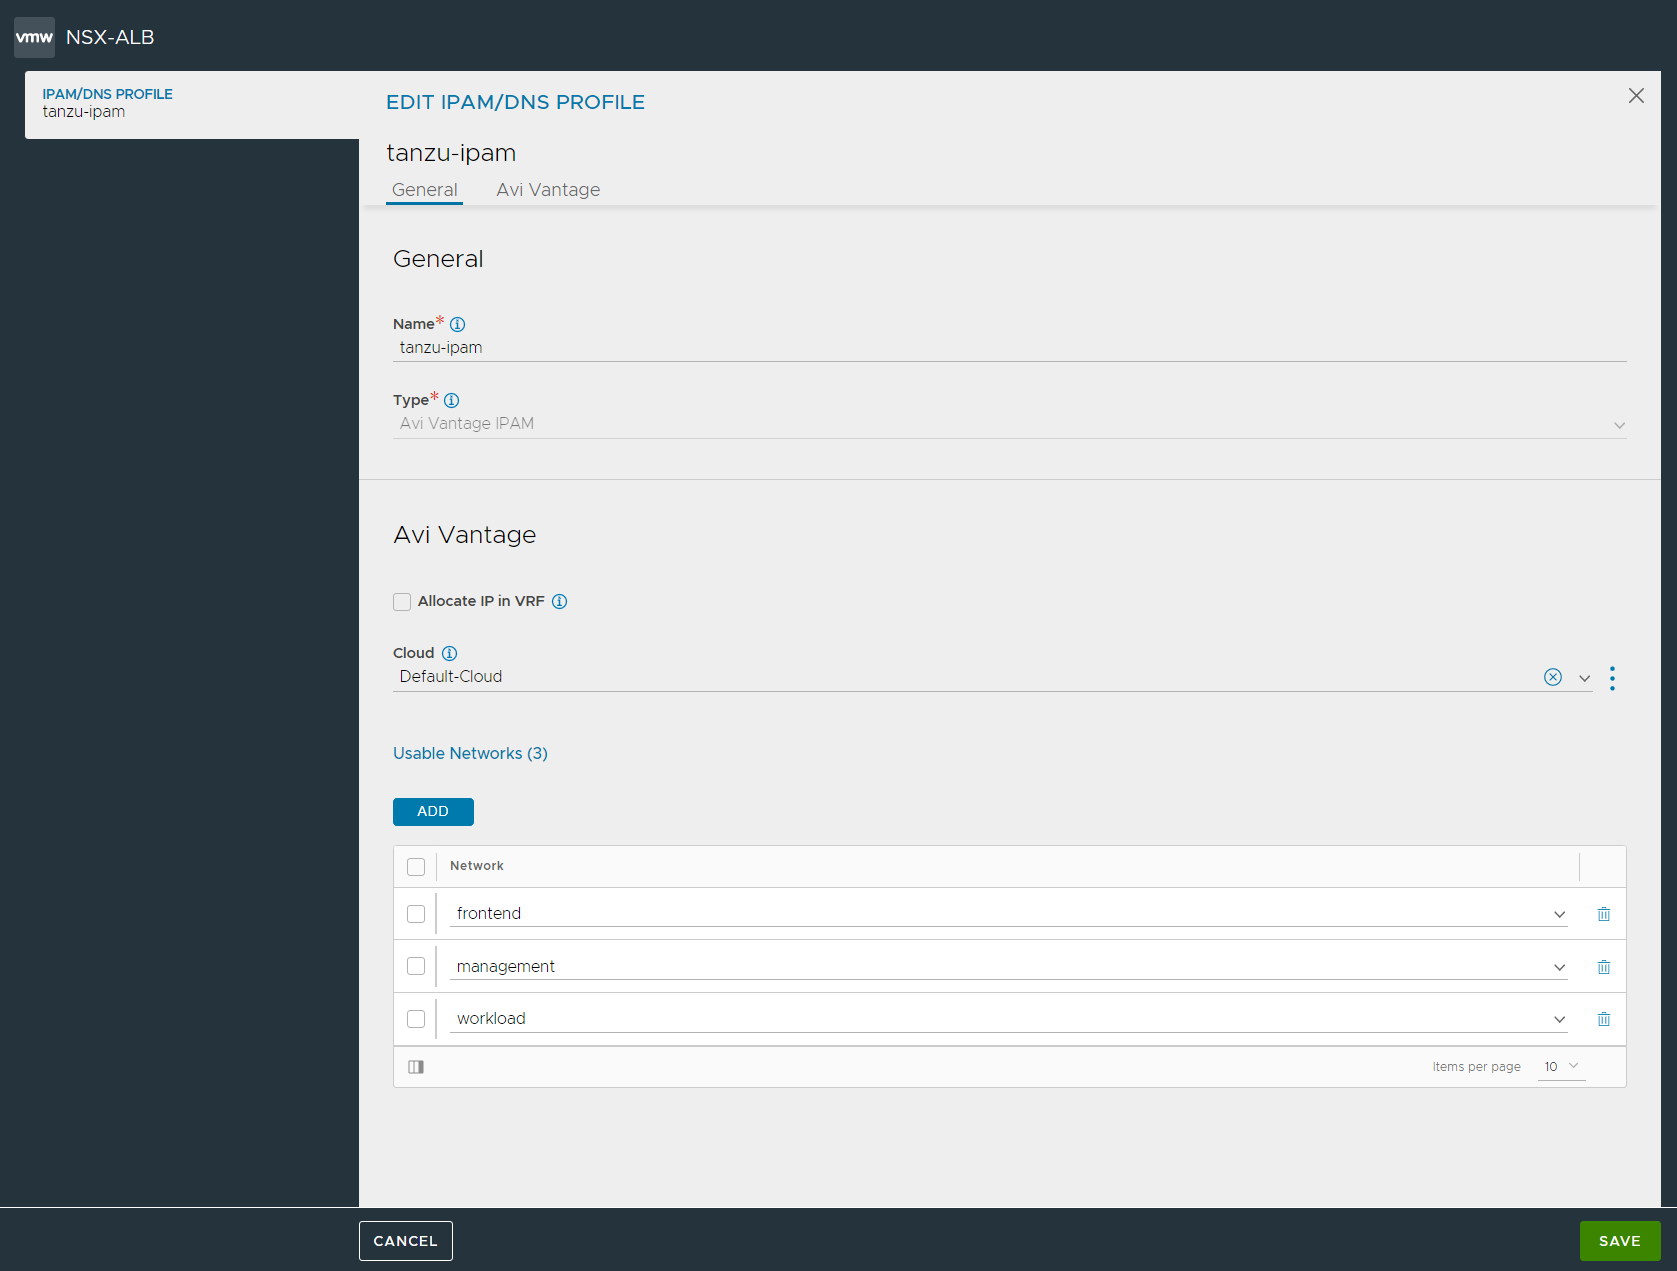 vmw NSX-ALB
IPAM/DNS PROFILE
tanzu-ipam
EDIT IPAM/DNS PROFILE
tanzu-ipam
General Avi Vantage
General
Name*
tanzu-ipam
Type*
Avi Vantage IPAM
Avi Vantage
Allocate IP in VRF
Cloud
Default-Cloud
Usable Networks (3)
ADD
Network
frontend
management
workload
Items per page 10
CANCEL SAVE